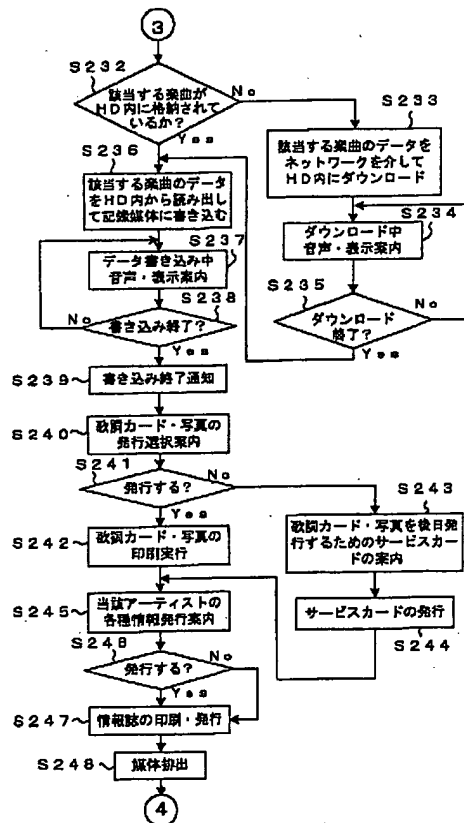 3
S232
該当する楽曲が
HD内に格納されて
いるか?
No
Yes
S233
該当する楽曲のデータを
ネットワークを介して
HD内にダウンロード
S234
ダウンロード中
音声・表示案内
S235
ダウンロード
終了?
No
Yes
S236
該当する楽曲のデータ
をHD内から読み出し
て記憶媒体に書き込む
S237
データ書き込み中
音声・表示案内
S238
書き込み終了?
No
Yes
S239
書き込み終了通知
S240
歌詞カード・写真の
発行選択案内
S241
発行する?
No
Yes
S242
歌詞カード・写真の
印刷実行
S243
歌詞カード・写真を後日発
行するためのサービスカー
ドの案内
サービスカードの発行
S244
S245
当該アーティストの
各種情報発行案内
S246
発行する?
No
Yes
S247
情報誌の印刷・発行
S248
媒体排出
4